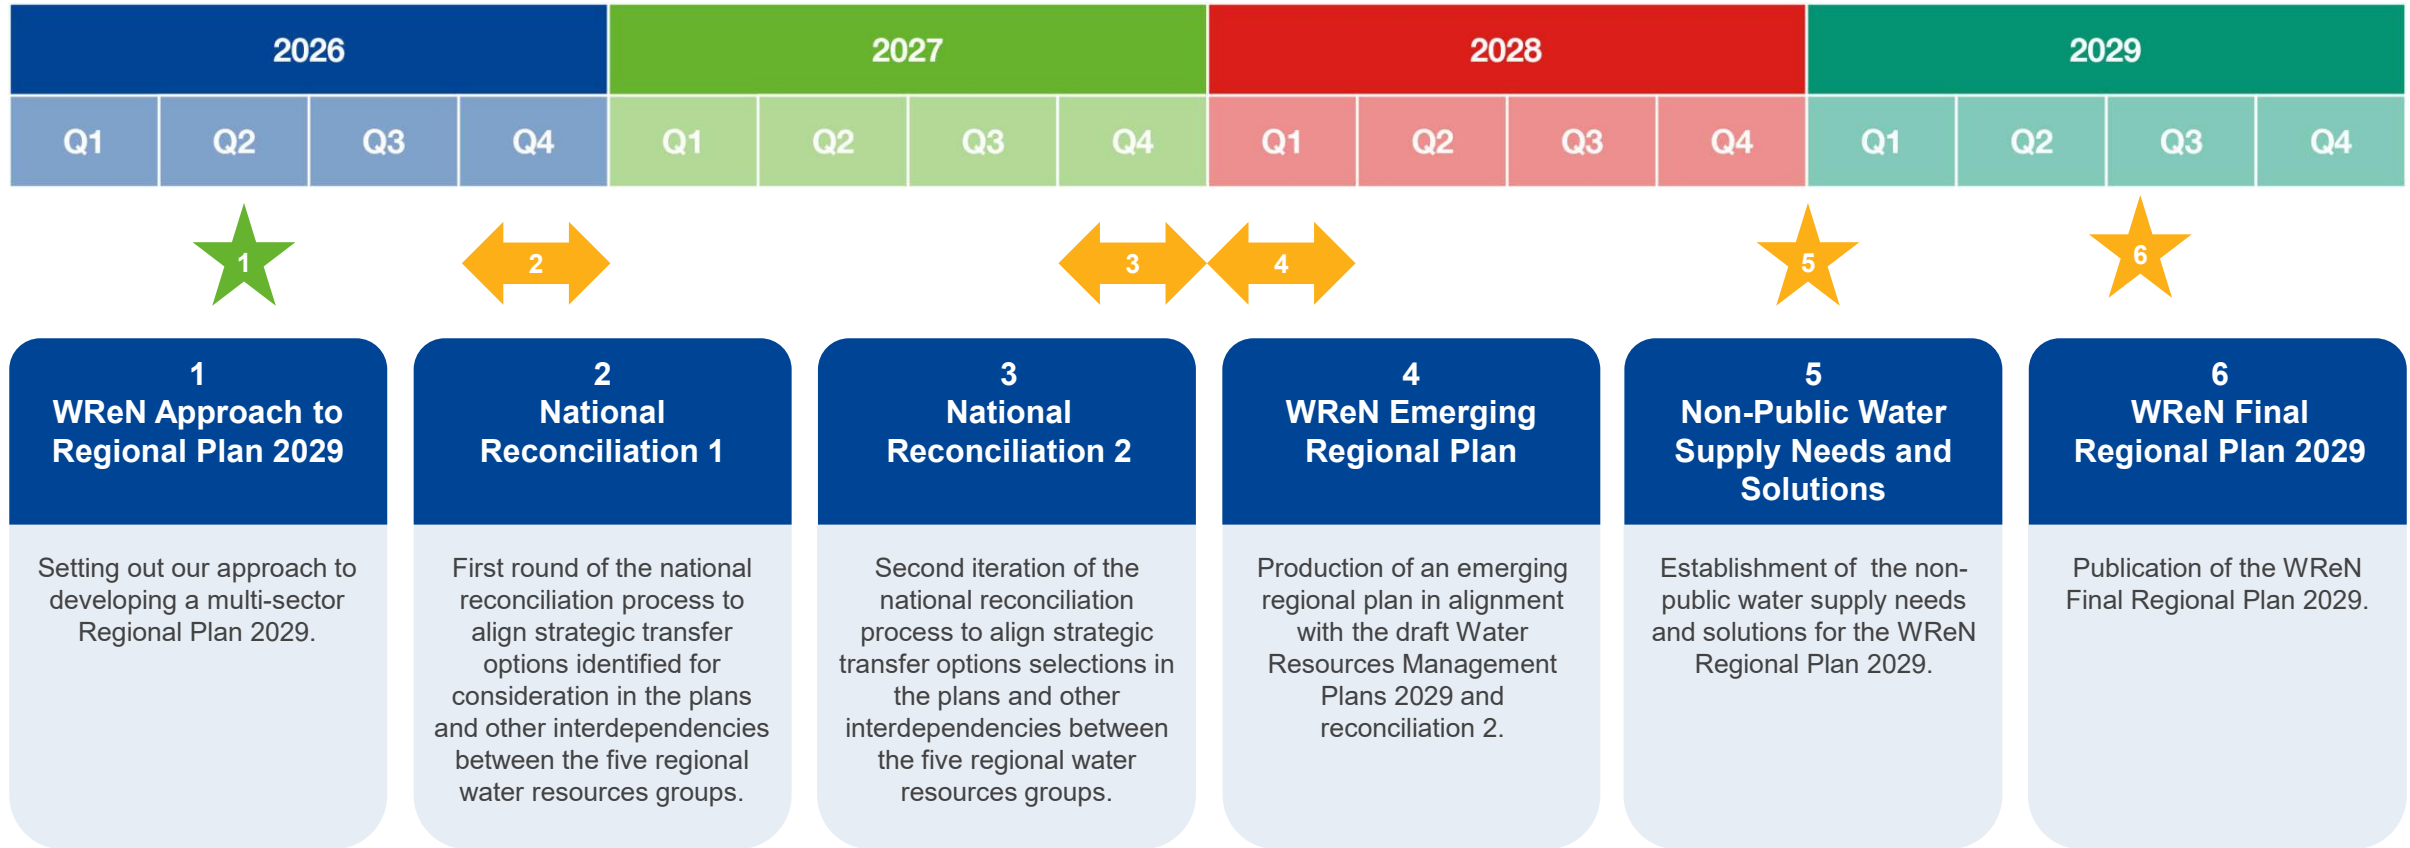 2026 2027 2028 2029
Q1 Q2 Q3 Q4 Q1 Q2 Q3 Q4 Q1 Q2 Q3 Q4 Q1 Q2 Q3 Q4
1 2 3 4 5 6
1
WReN Approach to
Regional Plan 2029
Setting out our approach to
developing a multi-sector
Regional Plan 2029.
2
National
Reconciliation 1
First round of the national
reconciliation process to
align strategic transfer
options identified for
consideration in the plans
and other interdependencies
between the five regional
water resources groups.
3
National
Reconciliation 2
Second iteration of the
national reconciliation
process to align strategic
transfer options selections in
the plans and other
interdependencies between
the five regional water
resources groups.
4
WReN Emerging
Regional Plan
Production of an emerging
regional plan in alignment
with the draft Water
Resources Management
Plans 2029 and
reconciliation 2.
5
Non-Public Water
Supply Needs and
Solutions
Establishment of  the non-
public water supply needs
and solutions for the WReN
Regional Plan 2029.
6
WReN Final
Regional Plan 2029
Publication of the WReN
Final Regional Plan 2029.